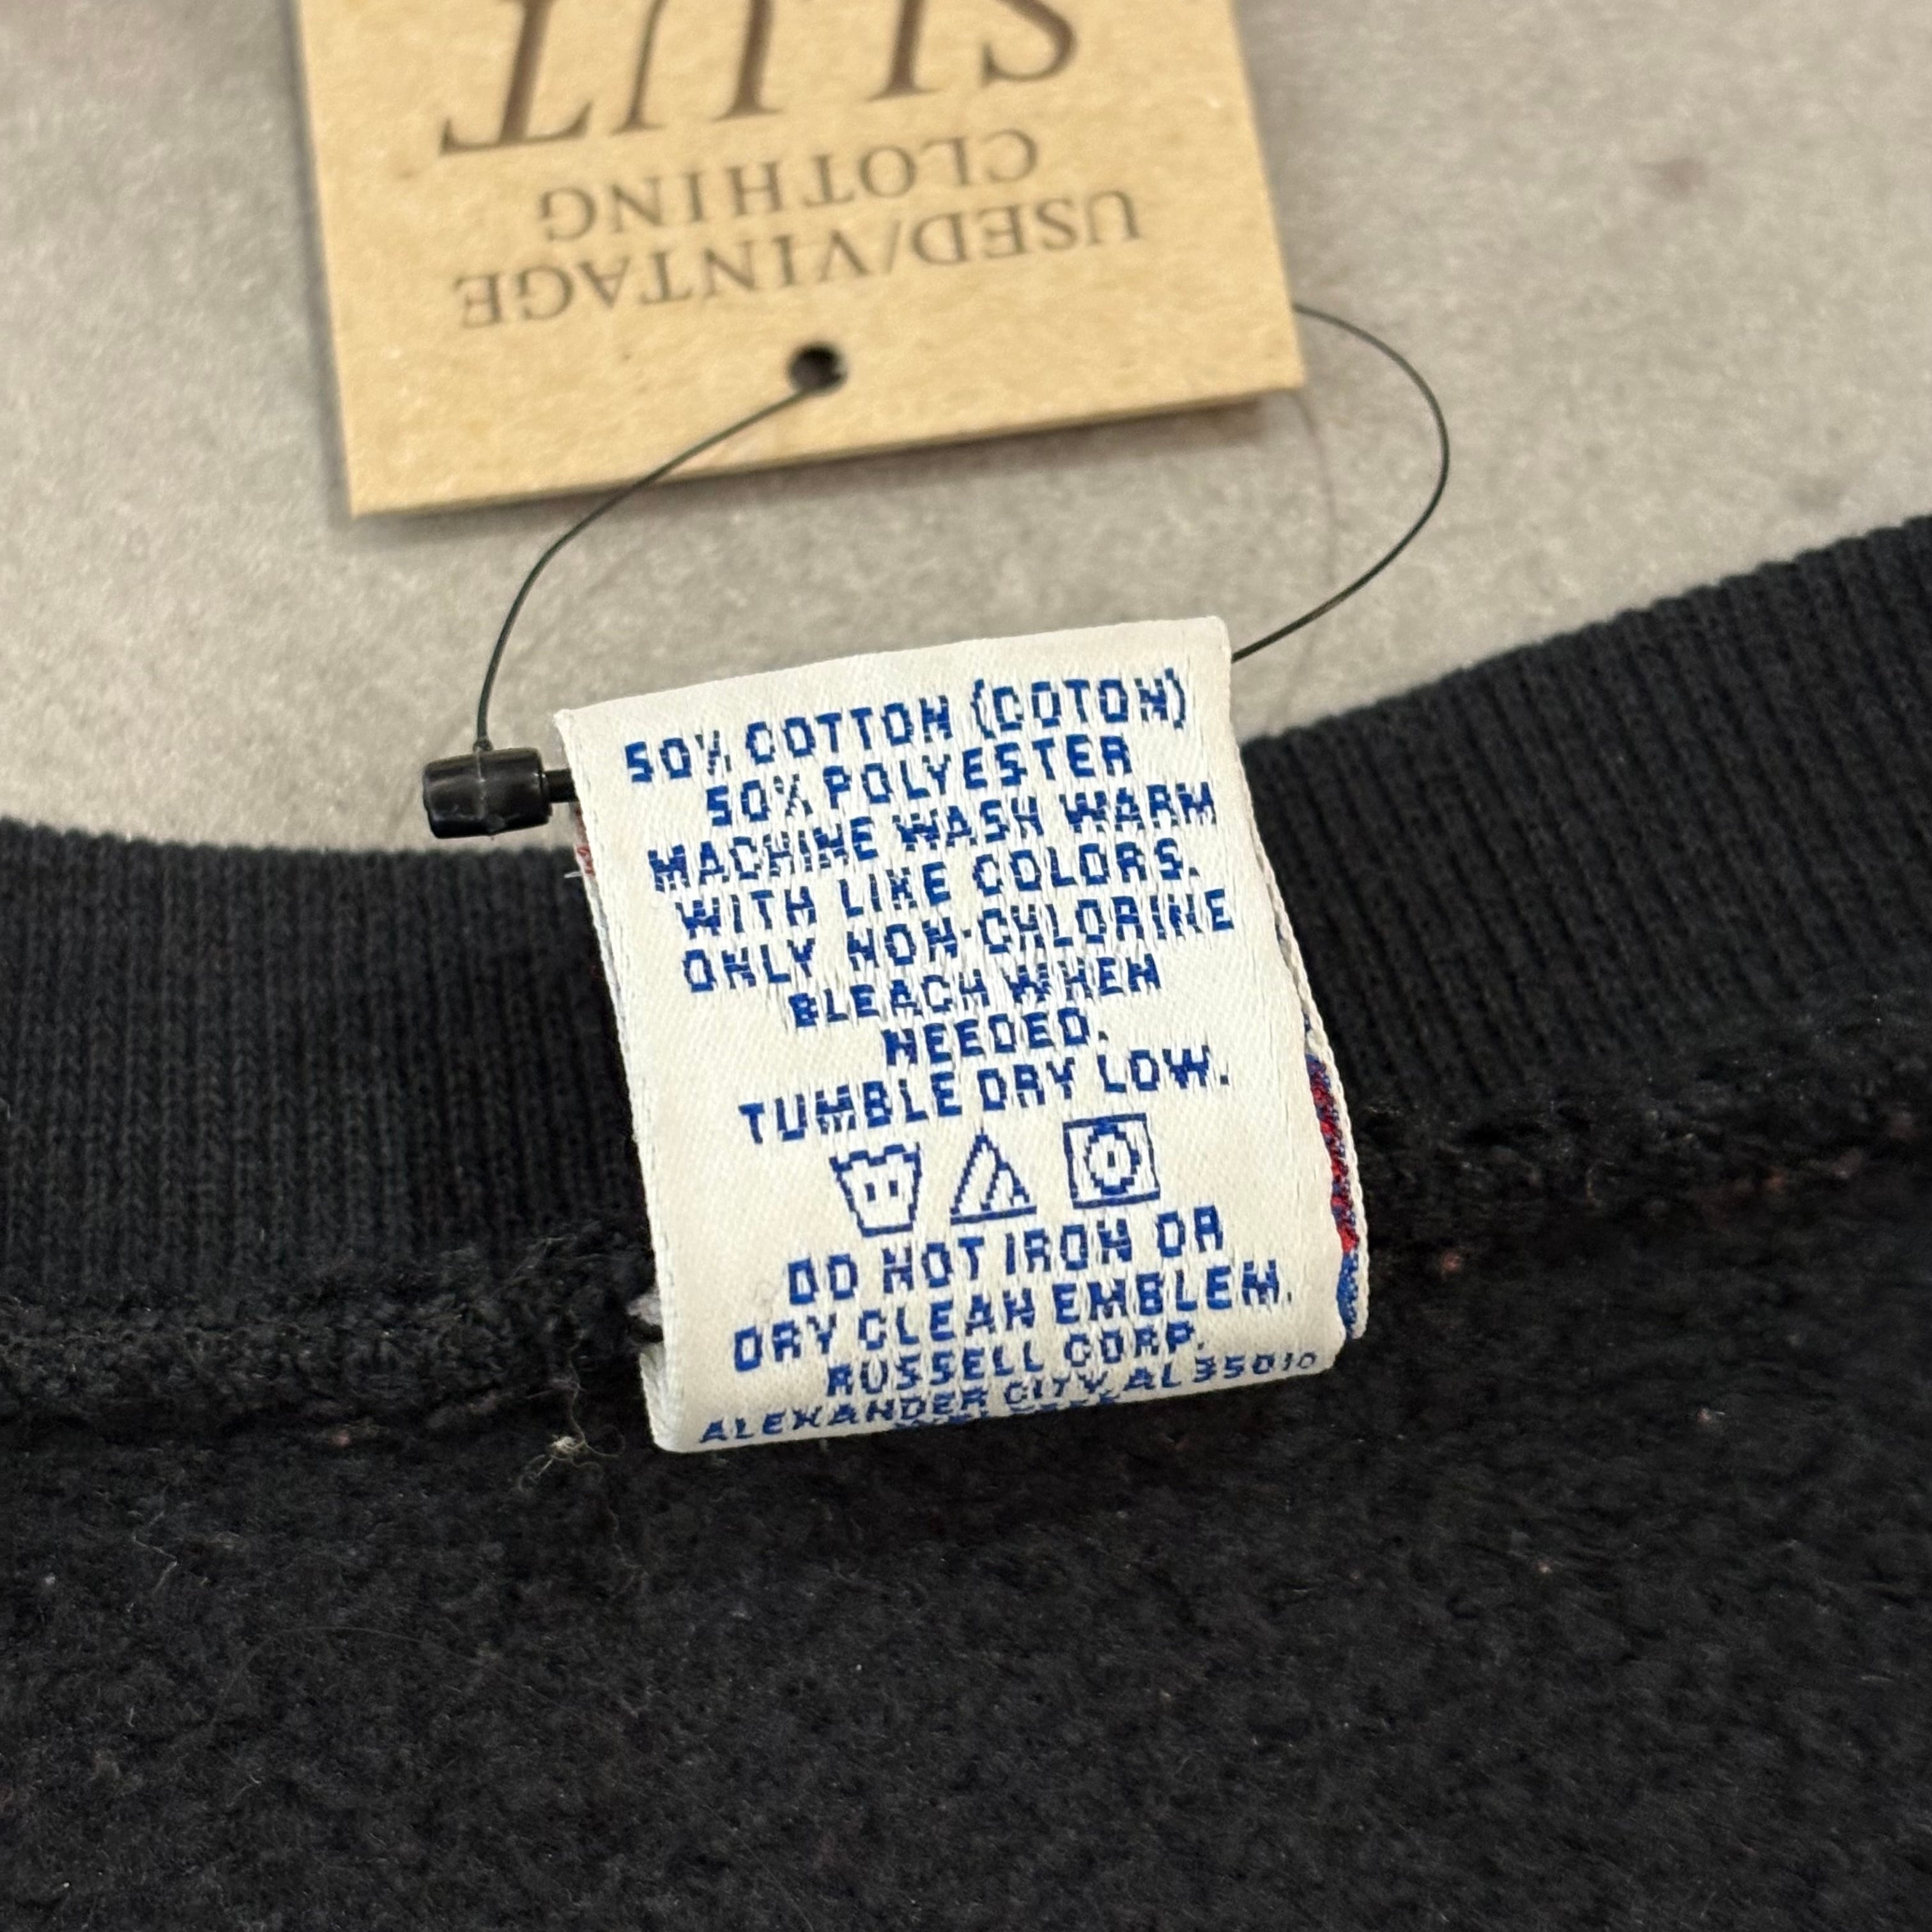 USED/VINTAGE
CLOTHING
SLUT
50% COTTON (COTON)
50% POLYESTER
MACHINE WASH WARM
WITH LIKE COLORS.
ONLY NON-CHLORINE
BLEACH WHEN
NEEDED.
TUMBLE DRY LOW.
DO NOT IRON OR
DRY CLEAN EMBLEM.
RUSSELL CORP.
ALEXANDER CITY, AL 35010